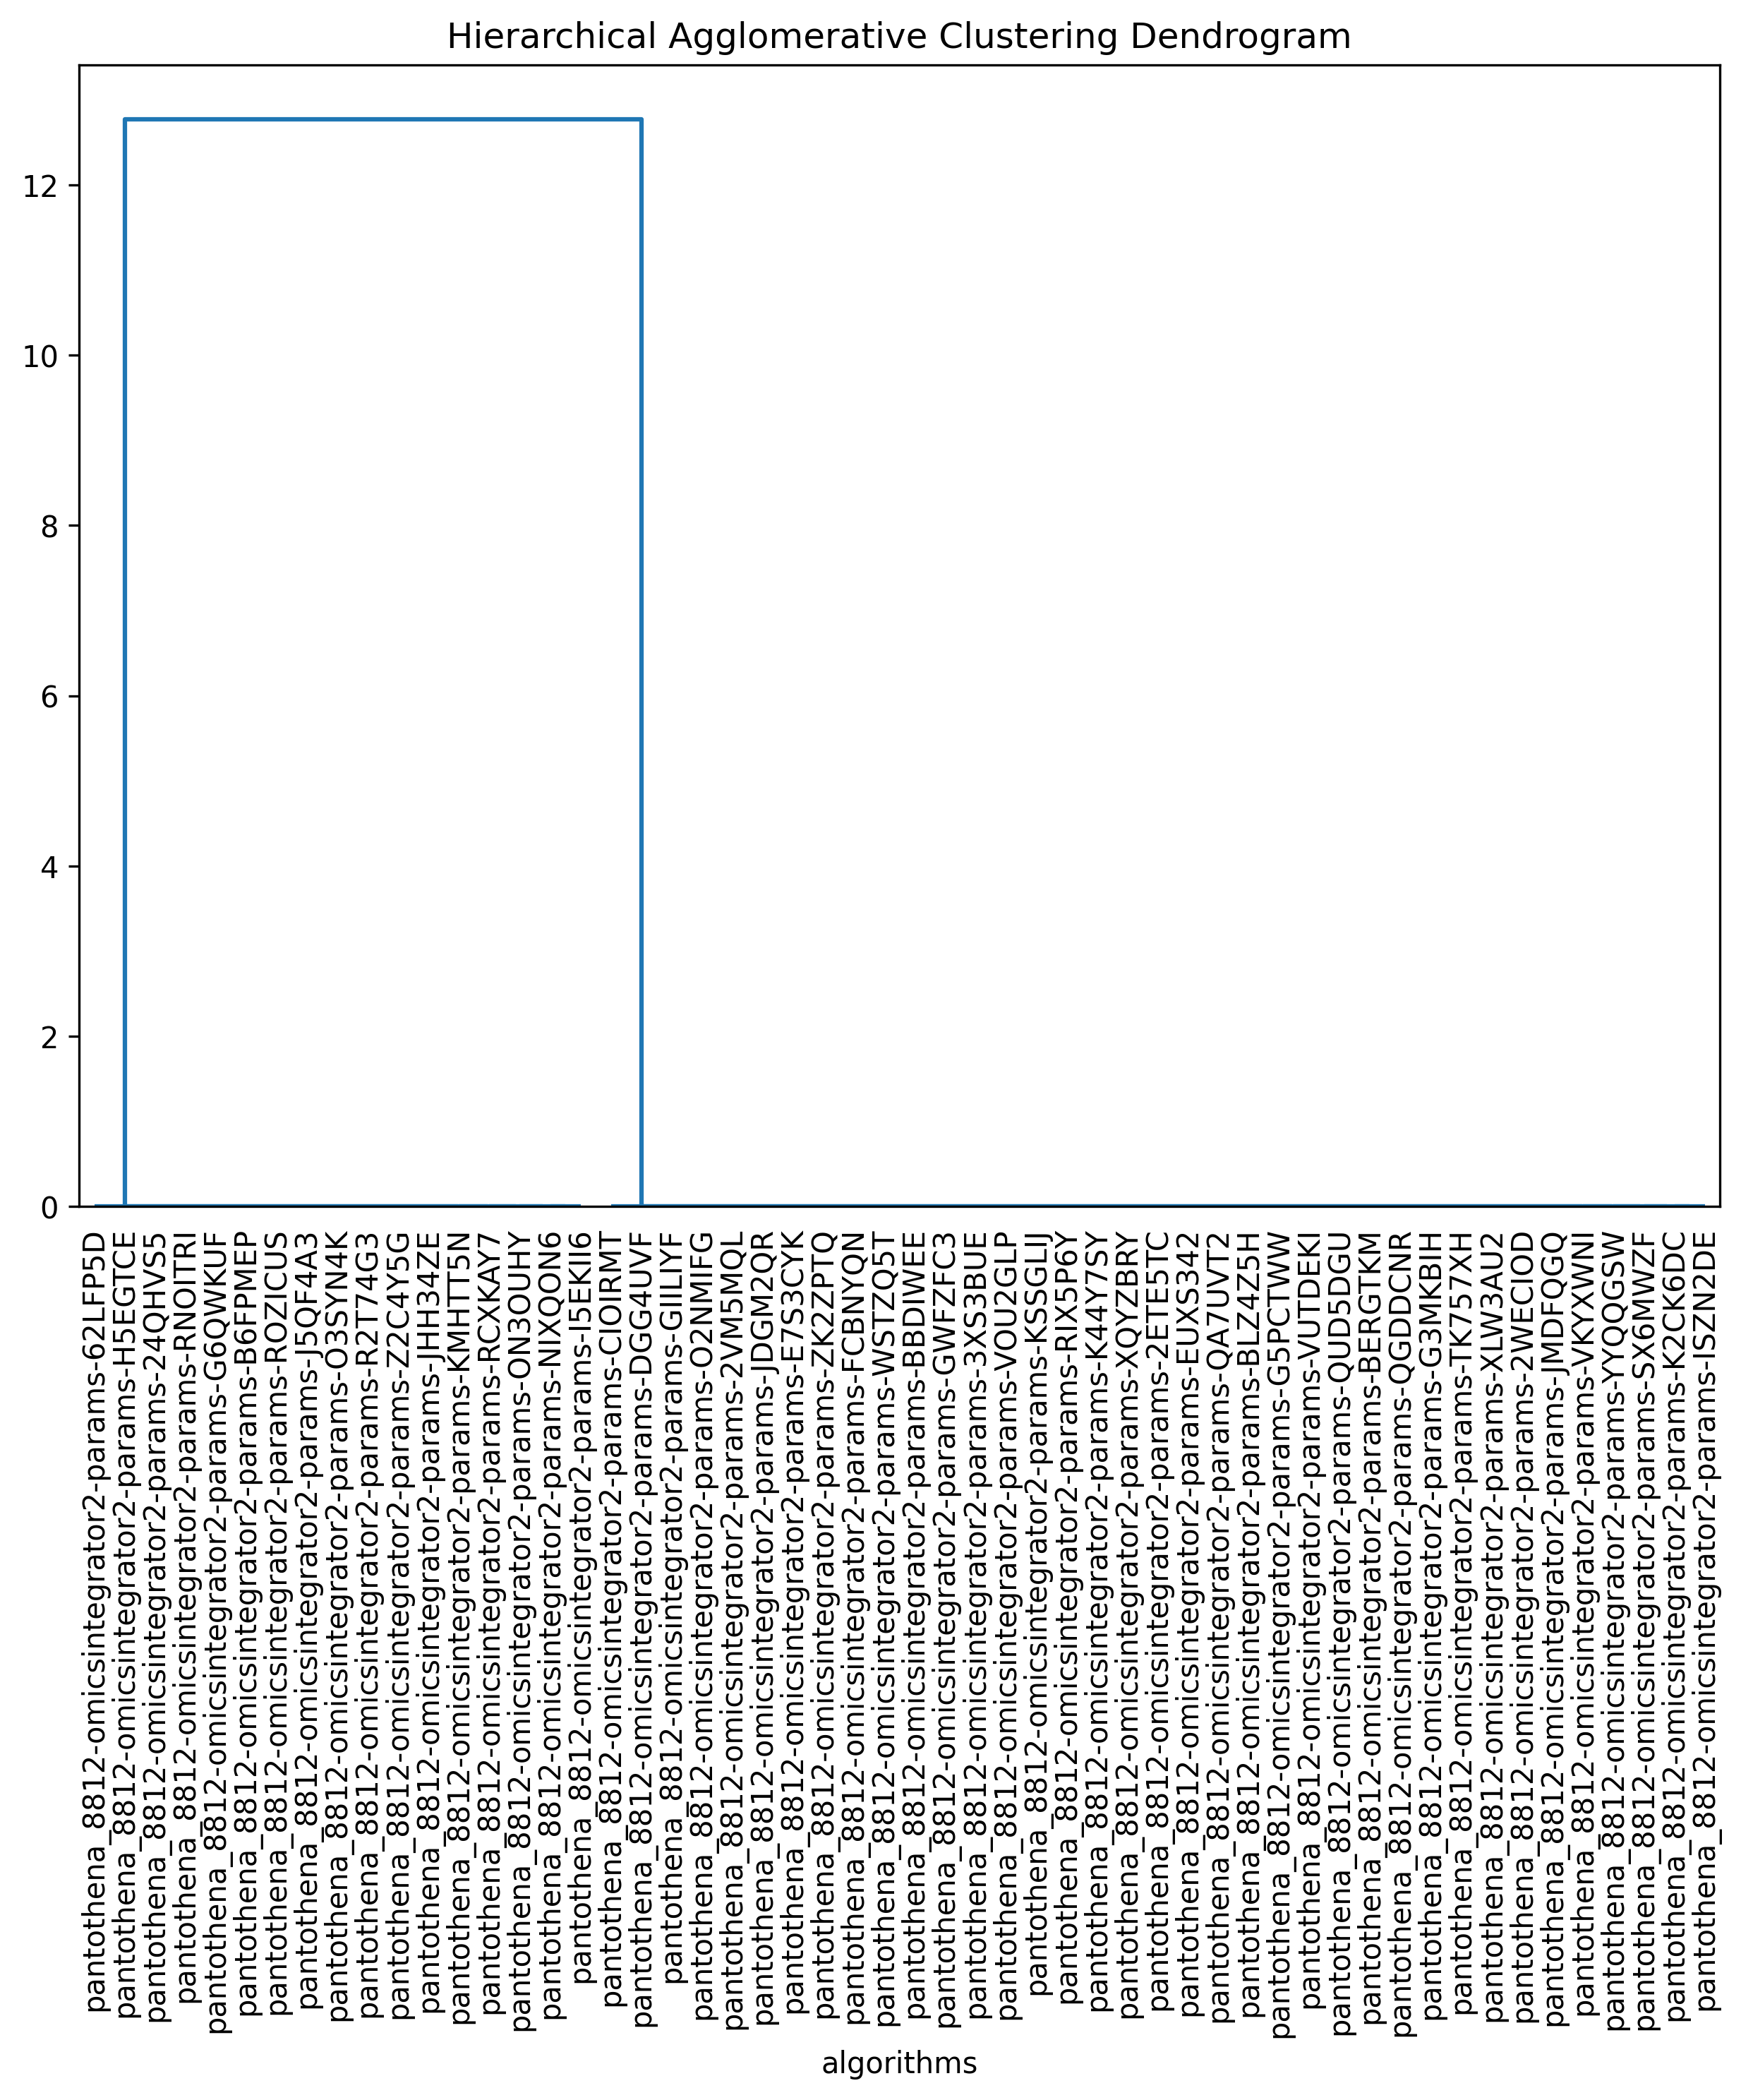 Hierarchical Agglomerative Clustering Dendrogram
12
10
8
6
4
2
0
pantothena_8812-omicsintegrator2-params-62LFP5D
pantothena_8812-omicsintegrator2-params-H5EGTCE
pantothena_8812-omicsintegrator2-params-24QHVS5
pantothena_8812-omicsintegrator2-params-RNOITRI
pantothena_8812-omicsintegrator2-params-G6QWKUF
pantothena_8812-omicsintegrator2-params-B6FPMEP
pantothena_8812-omicsintegrator2-params-ROZICUS
pantothena_8812-omicsintegrator2-params-J5QF4A3
pantothena_8812-omicsintegrator2-params-O3SYN4K
pantothena_8812-omicsintegrator2-params-R2T74G3
pantothena_8812-omicsintegrator2-params-Z2C4Y5G
pantothena_8812-omicsintegrator2-params-JHH34ZE
pantothena_8812-omicsintegrator2-params-KMHTT5N
pantothena_8812-omicsintegrator2-params-RCXKAY7
pantothena_8812-omicsintegrator2-params-ON3OUHY
pantothena_8812-omicsintegrator2-params-NIXQON6
pantothena_8812-omicsintegrator2-params-I5EKII6
pantothena_8812-omicsintegrator2-params-CIOIRMT
pantothena_8812-omicsintegrator2-params-DGG4UVF
pantothena_8812-omicsintegrator2-params-GIILIYF
pantothena_8812-omicsintegrator2-params-O2NMIFG
pantothena_8812-omicsintegrator2-params-2VM5MQL
pantothena_8812-omicsintegrator2-params-JDGM2QR
pantothena_8812-omicsintegrator2-params-E7S3CYK
pantothena_8812-omicsintegrator2-params-ZK2ZPTQ
pantothena_8812-omicsintegrator2-params-FCBNYQN
pantothena_8812-omicsintegrator2-params-WSTZQ5T
pantothena_8812-omicsintegrator2-params-BBDIWEE
pantothena_8812-omicsintegrator2-params-GWFZFC3
pantothena_8812-omicsintegrator2-params-3XS3BUE
pantothena_8812-omicsintegrator2-params-VOU2GLP
pantothena_8812-omicsintegrator2-params-KSSGLIJ
pantothena_8812-omicsintegrator2-params-RIX5P6Y
pantothena_8812-omicsintegrator2-params-K44Y7SY
pantothena_8812-omicsintegrator2-params-XQYZBRY
pantothena_8812-omicsintegrator2-params-2ETE5TC
pantothena_8812-omicsintegrator2-params-EUXS342
pantothena_8812-omicsintegrator2-params-QA7UVT2
pantothena_8812-omicsintegrator2-params-BLZ4Z5H
pantothena_8812-omicsintegrator2-params-G5PCTWW
pantothena_8812-omicsintegrator2-params-VUTDEKI
pantothena_8812-omicsintegrator2-params-QUD5DGU
pantothena_8812-omicsintegrator2-params-BERGTKM
pantothena_8812-omicsintegrator2-params-QGDDCNR
pantothena_8812-omicsintegrator2-params-G3MKBIH
pantothena_8812-omicsintegrator2-params-TK757XH
pantothena_8812-omicsintegrator2-params-XLW3AU2
pantothena_8812-omicsintegrator2-params-2WECIOD
pantothena_8812-omicsintegrator2-params-JMDFQGQ
pantothena_8812-omicsintegrator2-params-VKYXWNI
pantothena_8812-omicsintegrator2-params-YYQQGSW
pantothena_8812-omicsintegrator2-params-SX6MWZF
pantothena_8812-omicsintegrator2-params-K2CK6DC
pantothena_8812-omicsintegrator2-params-ISZN2DE
algorithms